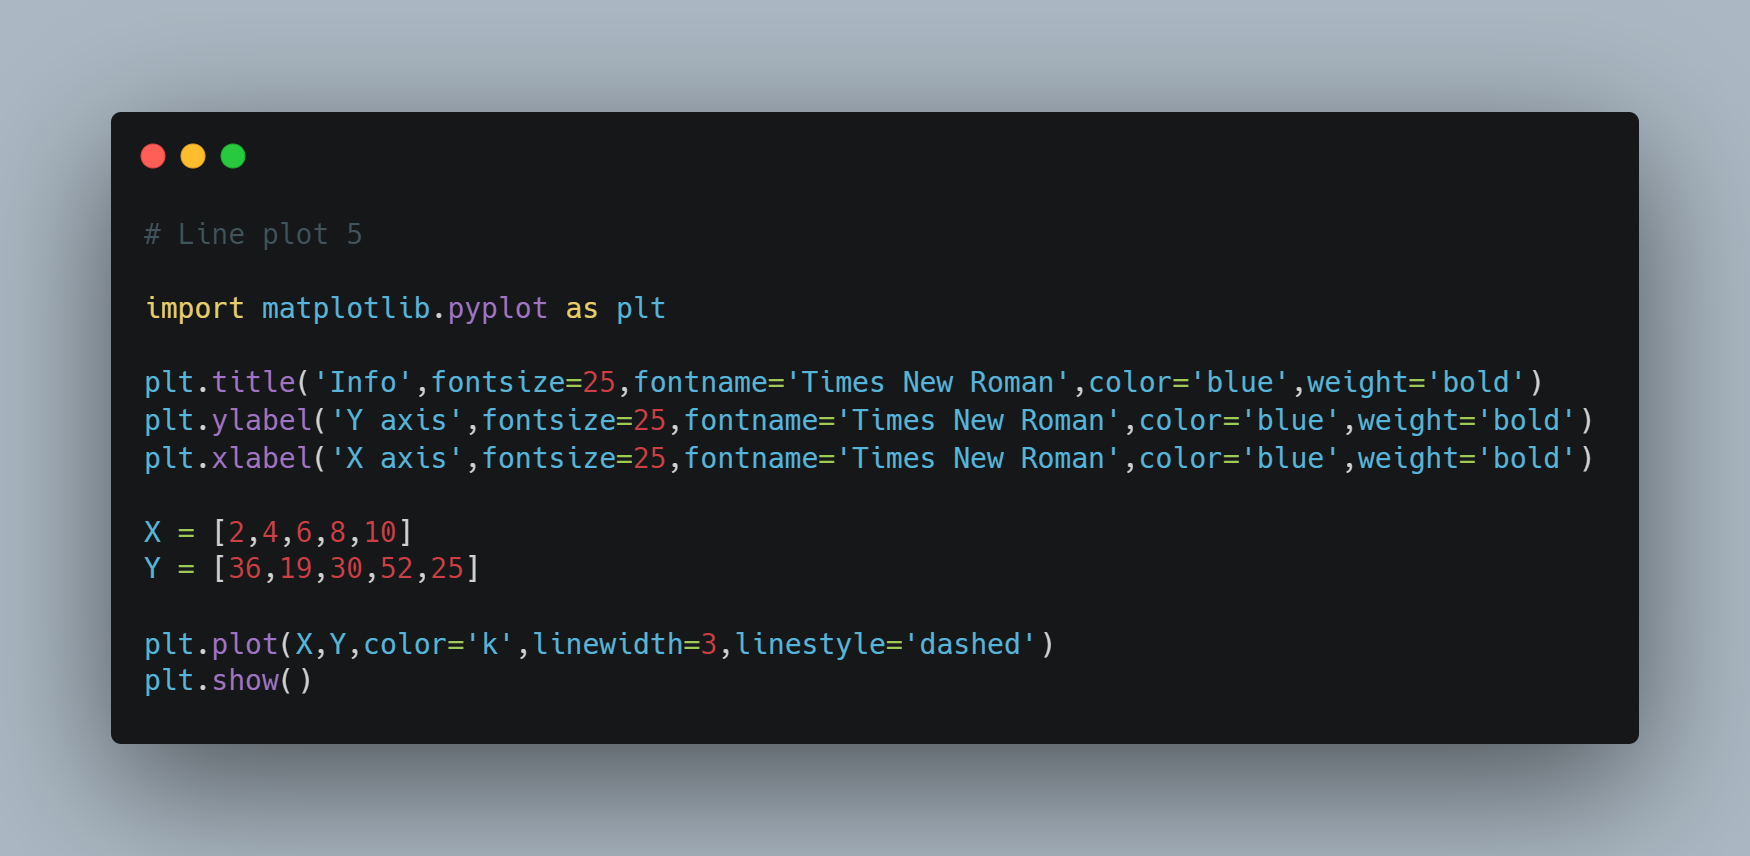 # Line plot 5
import matplotlib.pyplot as plt
plt.title('Info',fontsize=25,fontname='Times New Roman',color='blue',weight='bold')
plt.ylabel('Y axis',fontsize=25,fontname='Times New Roman',color='blue',weight='bold')
plt.xlabel('X axis',fontsize=25,fontname='Times New Roman',color='blue',weight='bold')
X = [2,4,6,8,10]
Y = [36,19,30,52,25]
plt.plot(X,Y,color='k',linewidth=3,linestyle='dashed')
plt.show()